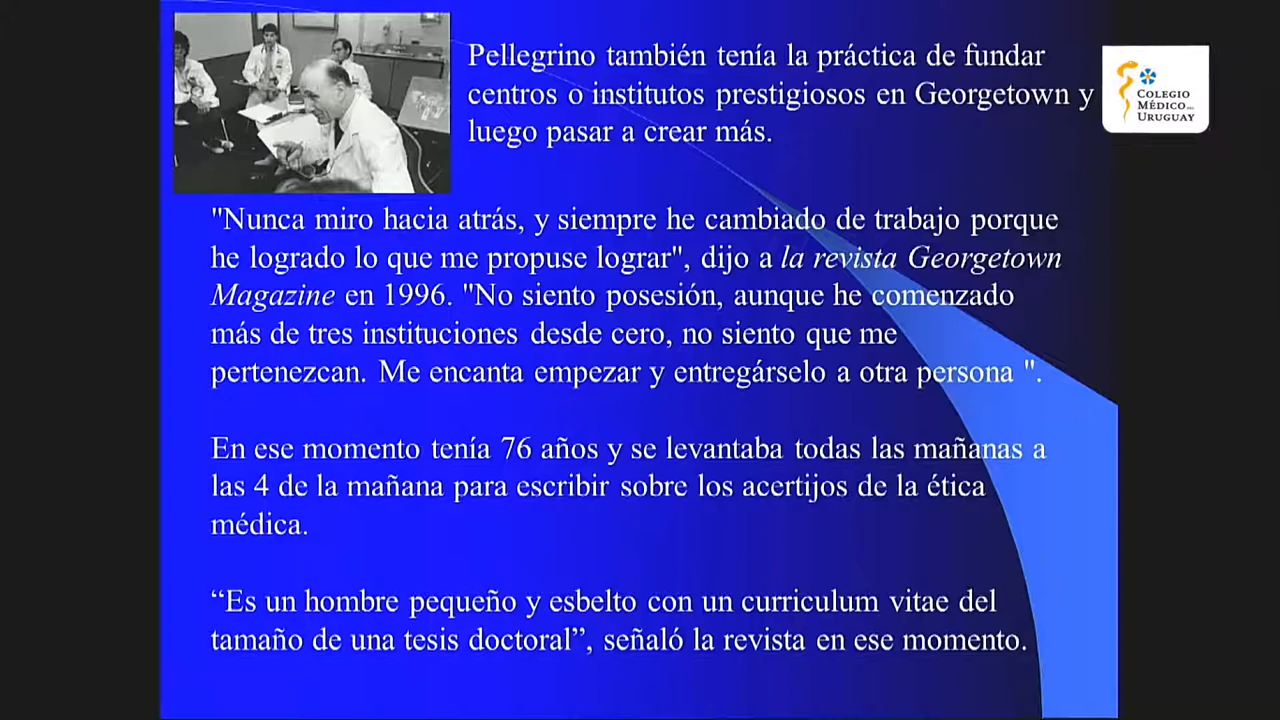 Pellegrino también tenía la práctica de fundar
centros o institutos prestigiosos en Georgetown y
luego pasar a crear más.
COLEGIO
MÉDICO DEL
URUGUAY
"Nunca miro hacia atrás, y siempre he cambiado de trabajo porque
he logrado lo que me propuse lograr", dijo a la revista Georgetown
Magazine en 1996. "No siento posesión, aunque he comenzado
más de tres instituciones desde cero, no siento que me
pertenezcan. Me encanta empezar y entregárselo a otra persona ".
En ese momento tenía 76 años y se levantaba todas las mañanas a
las 4 de la mañana para escribir sobre los acertijos de la ética
médica.
“Es un hombre pequeño y esbelto con un curriculum vitae del
tamaño de una tesis doctoral”, señaló la revista en ese momento.